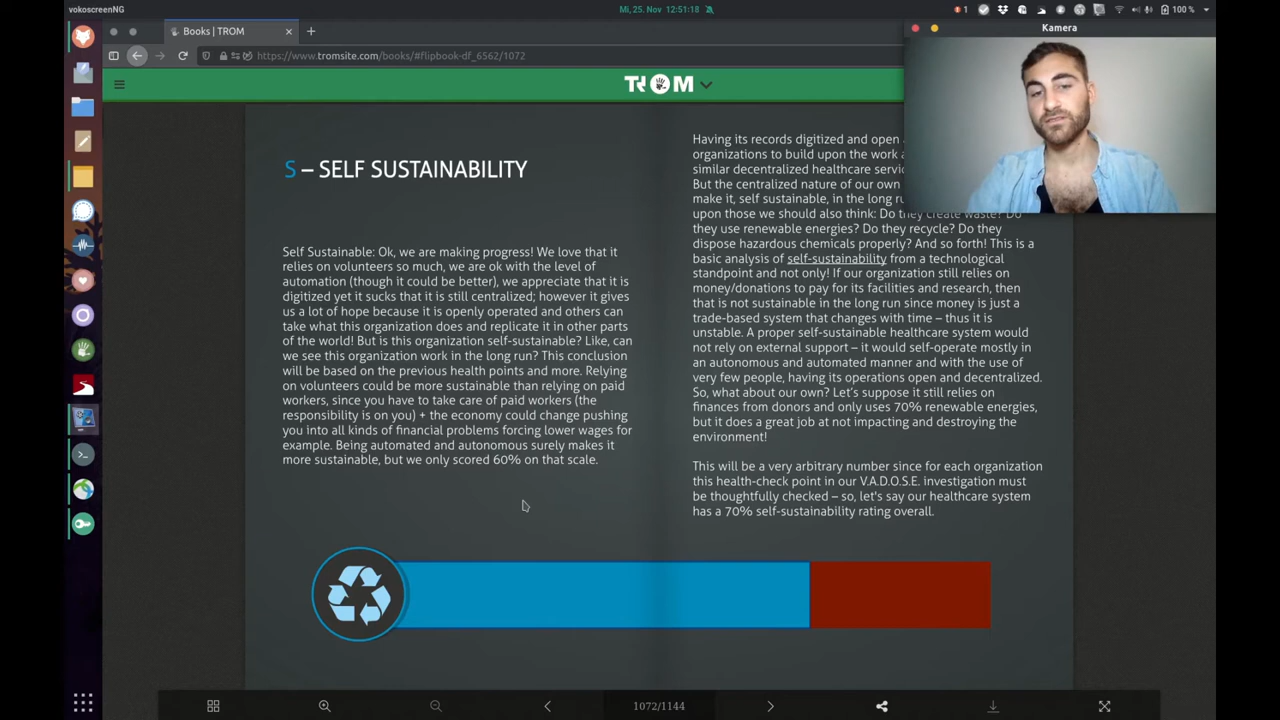 vokoscreenNG
Mi, 25. Nov 12:51:18
1
100 %
Books | TROM
Kamera
https://www.tromsite.com/books/#flipbook-df_6562/1072
TROM
S – SELF SUSTAINABILITY
Self Sustainable: Ok, we are making progress! We love that it
relies on volunteers so much, we are ok with the level of
automation (though it could be better), we appreciate that it is
digitized yet it sucks that it is still centralized; however it gives
us a lot of hope because it is openly operated and others can
take what this organization does and replicate it in other parts
of the world! But is this organization self-sustainable? Like, can
we see this organization work in the long run? This conclusion
will be based on the previous health points and more. Relying
on volunteers could be more sustainable than relying on paid
workers, since you have to take care of paid workers (the
responsibility is on you) + the economy could change pushing
you into all kinds of financial problems forcing lower wages for
example. Being automated and autonomous surely makes it
more sustainable, but we only scored 60% on that scale.
Having its records digitized and open
organizations to build upon the work a
similar decentralized healthcare servi
But the centralized nature of our own
make it, self sustainable, in the long ru
upon those we should also think: Do they create waste? Do
they use renewable energies? Do they recycle? Do they
dispose hazardous chemicals properly? And so forth! This is a
basic analysis of self-sustainability from a technological
standpoint and not only! If our organization still relies on
money/donations to pay for its facilities and research, then
that is not sustainable in the long run since money is just a
trade-based system that changes with time – thus it is
unstable. A proper self-sustainable healthcare system would
not rely on external support – it would self-operate mostly in
an autonomous and automated manner and with the use of
very few people, having its operations open and decentralized.
So, what about our own? Let's suppose it still relies on
finances from donors and only uses 70% renewable energies,
but it does a great job at not impacting and destroying the
environment!
This will be a very arbitrary number since for each organization
this health-check point in our V.A.D.O.S.E. investigation must
be thoughtfully checked – so, let's say our healthcare system
has a 70% self-sustainability rating overall.
1072/1144